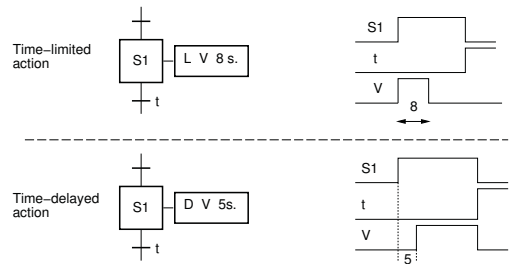 Time-limited
action
S1
L V 8 s.
t
S1
t
V
8
Time-delayed
action
S1
D V 5s.
t
S1
t
V
5